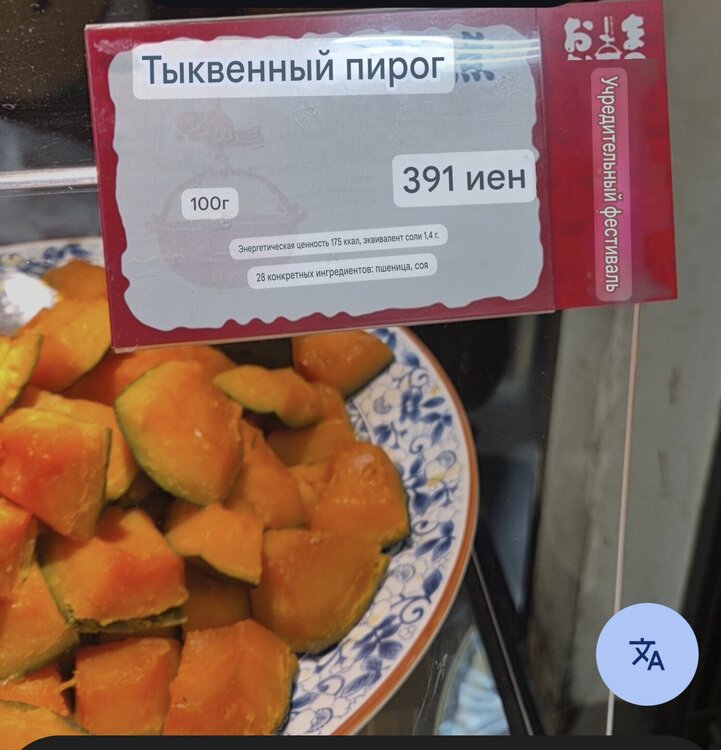 Тыквенный пирог
391 иен
100г
Энергетическая ценность 175 ккал, эквивалент соли 1,4 г.
28 конкретных ингредиентов: пшеница, соя
Учредительный фестиваль